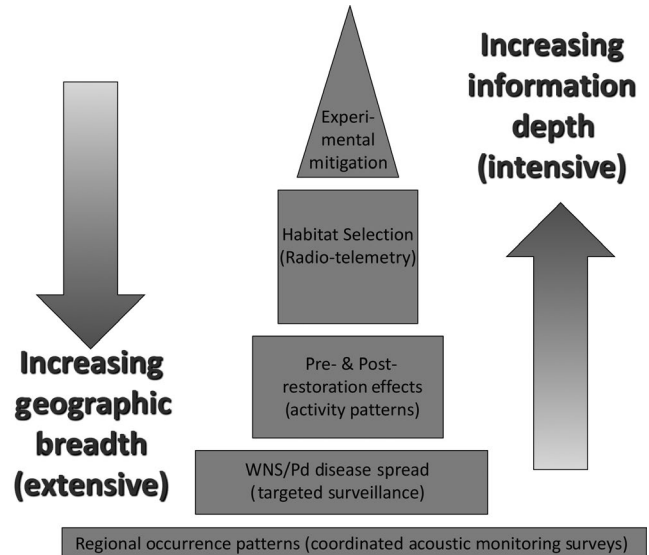 Increasing
information
depth
(intensive)
Experi-
mental
mitigation
Habitat Selection
(Radio-telemetry)
Increasing
geographic
breadth
(extensive)
Pre- & Post-
restoration effects
(activity patterns)
WNS/Pd disease spread
(targeted surveillance)
Regional occurrence patterns (coordinated acoustic monitoring surveys)